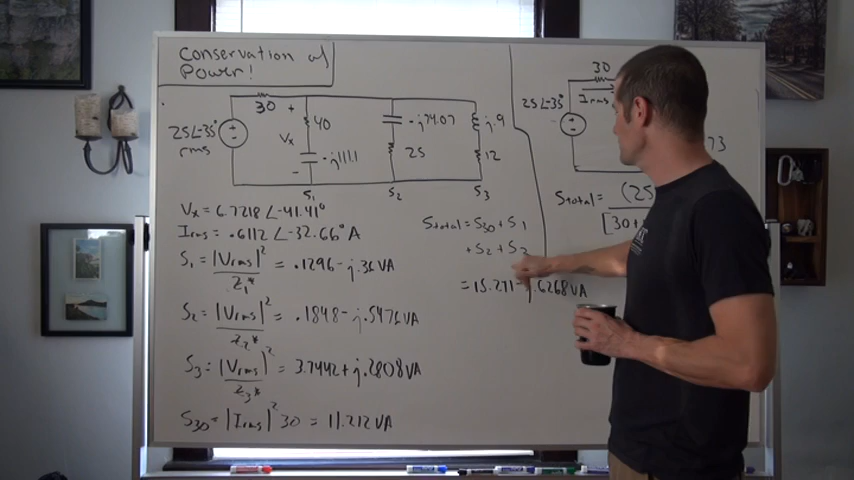 Conservation of
Power!
30
+
40
Vx
-j111.1
-
25∠-35°
rms
-j74.07
25
j.9
12
S1
S2
S3
Vx = 6.7218 ∠-41.41°
Irms = .6112 ∠-32.66° A
S1 = |Vrms|² / Z1* = .1296 - j.36 VA
S2 = |Vrms|² / Z2* = .1848 - j.5476 VA
S3 = |Vrms|² / Z3* = 3.7442 + j.2808 VA
S30 = |Irms|² 30 = 11.212 VA
Stotal = S30 + S1
+ S2 + S3
= 15.271 - j.6268 VA
30
25∠-35°
Irms
73
Stotal = (25
[30+